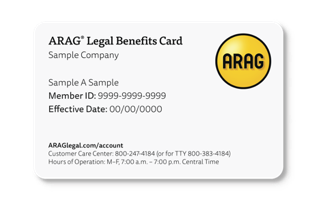 ARAG® Legal Benefits Card
Sample Company
ARAG
Sample A Sample
Member ID: 9999-9999-9999
Effective Date: 00/00/0000
ARAGlegal.com/account
Customer Care Center: 800-247-4184 (or for TTY 800-383-4184)
Hours of Operation: M–F, 7:00 a.m. – 7:00 p.m. Central Time